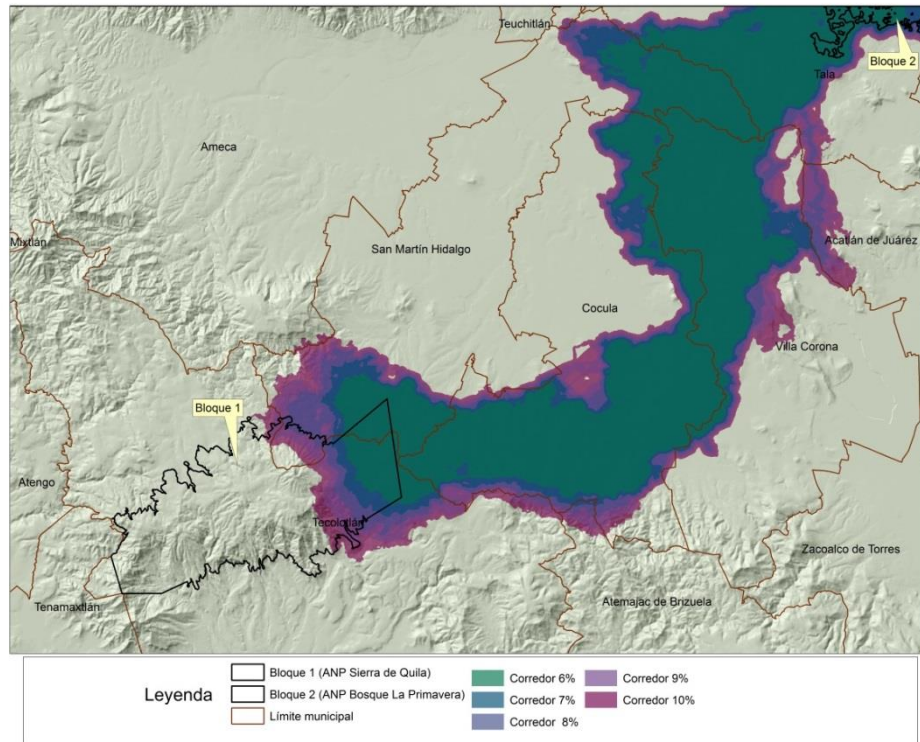 Teuchitlán
Bloque 2
Tala
Ameca
Mixtlán
San Martín Hidalgo
Acatlán de Juárez
Cocula
Villa Corona
Bloque 1
Atengo
Tecolotlán
Zacoalco de Torres
Tenamaxtlán
Atemajac de Brizuela
Leyenda
Bloque 1 (ANP Sierra de Quila)
Bloque 2 (ANP Bosque La Primavera)
Límite municipal
Corredor 6%
Corredor 7%
Corredor 8%
Corredor 9%
Corredor 10%